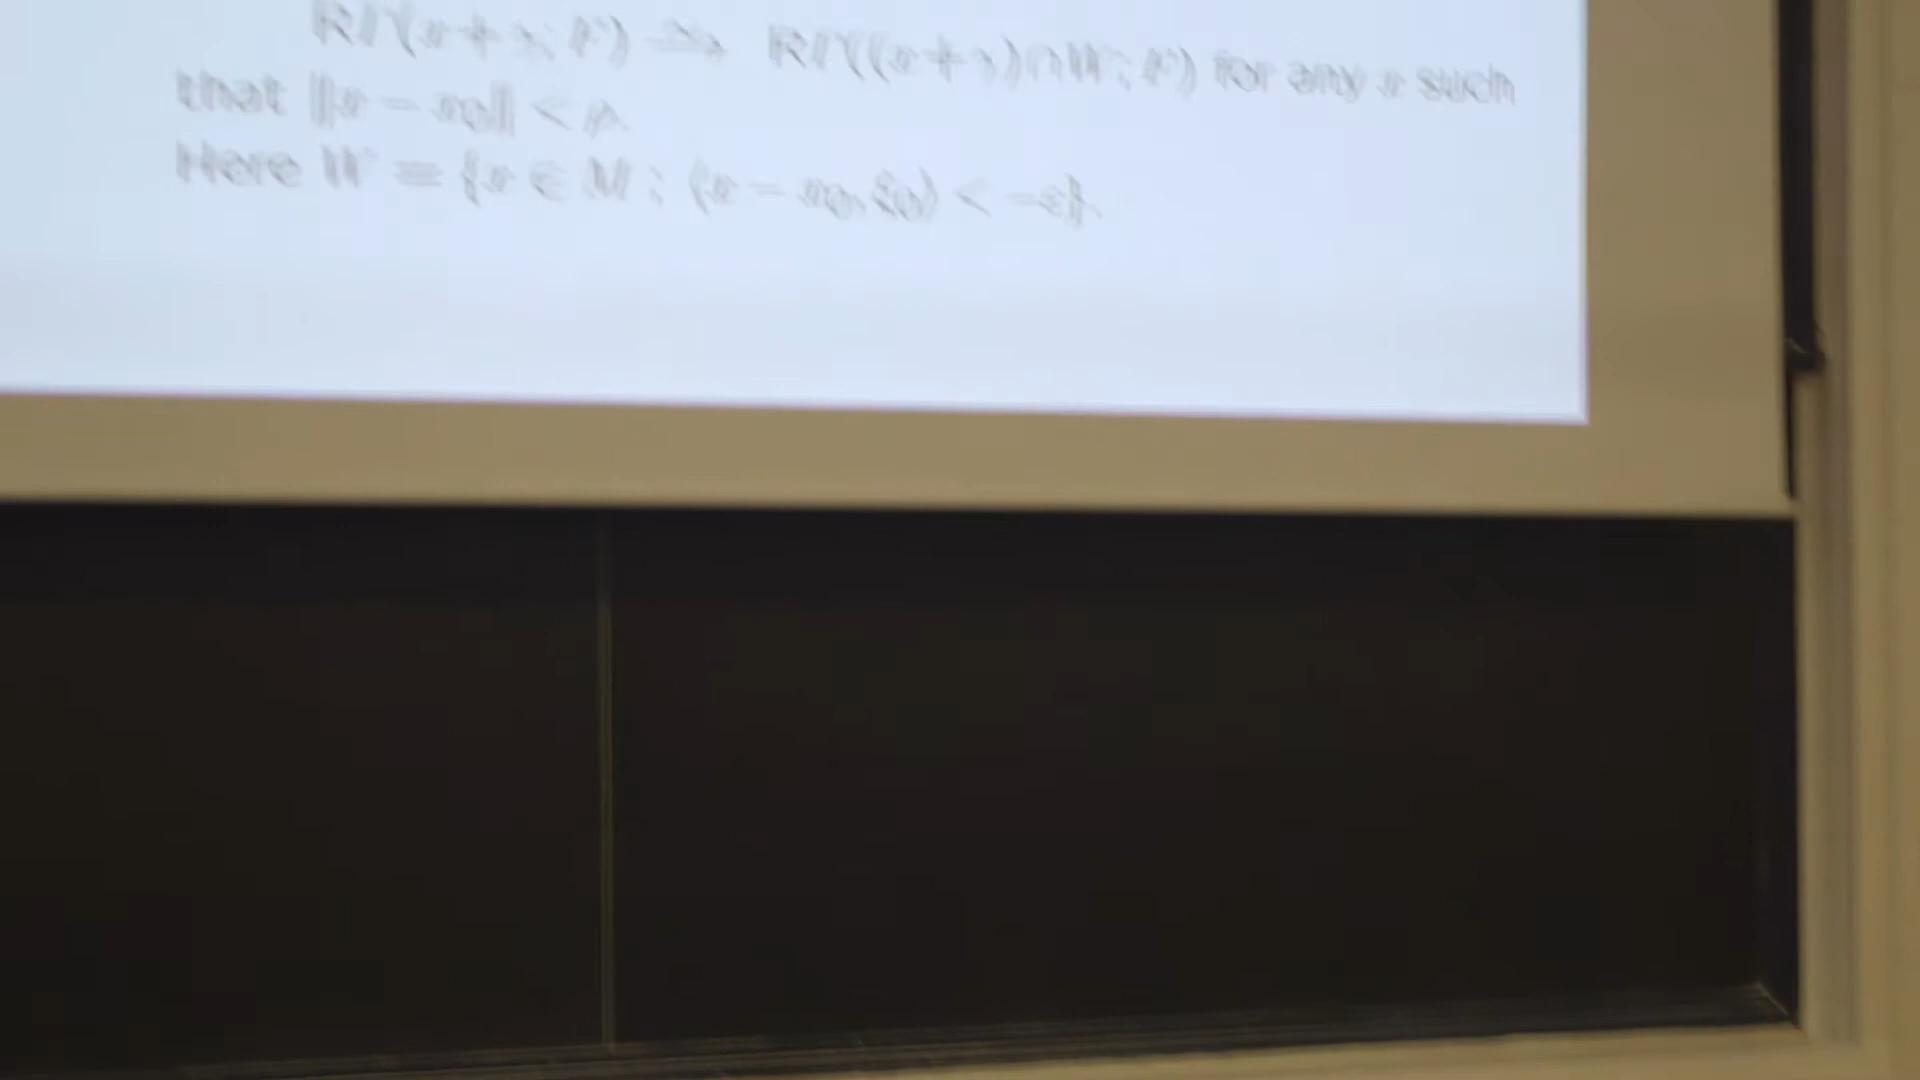 RΓ(x + γ; F) ⥲ RΓ((x + γ) ∩ W; F) for any x such
that ‖x − x₀‖ < ρ.
Here W = {x ∈ M ; ⟨x − x₀, ξ₀⟩ < −ε}.